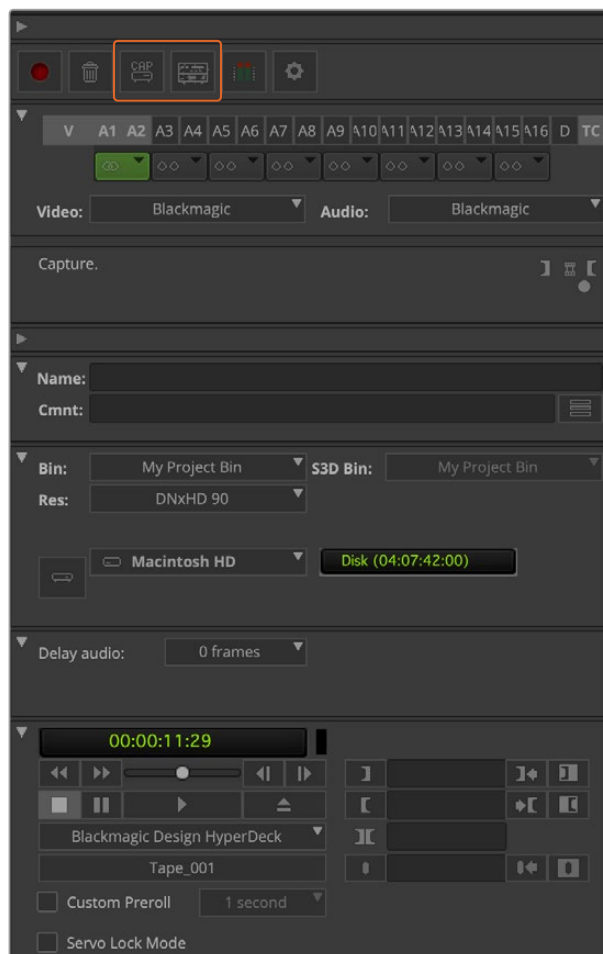 CAP
V A1 A2 A3 A4 A5 A6 A7 A8 A9 A10 A11 A12 A13 A14 A15 A16 D TC
Video: Blackmagic Audio: Blackmagic
Capture.
Name:
Cmnt:
Bin: My Project Bin S3D Bin: My Project Bin
Res: DNxHD 90
Macintosh HD Disk (04:07:42:00)
Delay audio: 0 frames
00:00:11:29
Blackmagic Design HyperDeck
Tape_001
Custom Preroll 1 second
Servo Lock Mode